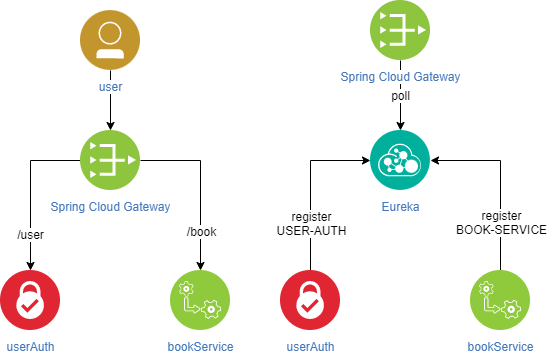 user
Spring Cloud Gateway
/user
/book
userAuth
bookService
Spring Cloud Gateway
poll
Eureka
register
USER-AUTH
register
BOOK-SERVICE
userAuth
bookService